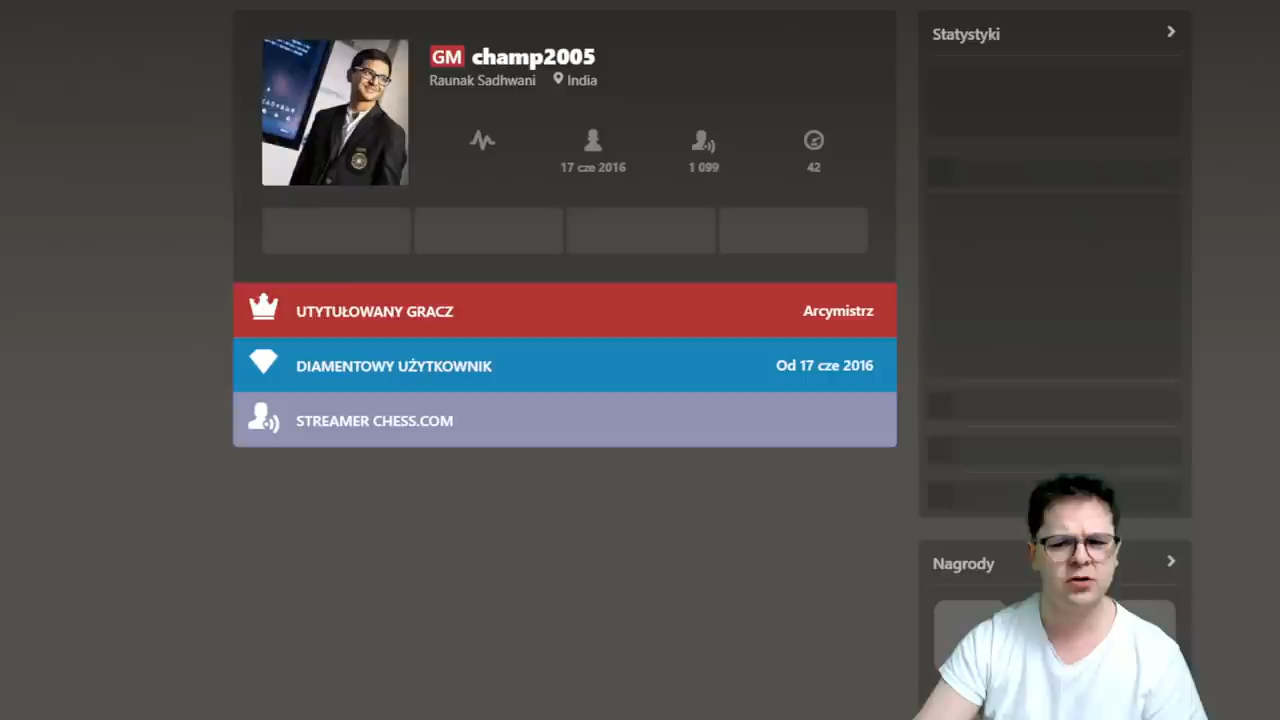 GM champ2005
Raunak Sadhwani India
17 cze 2016
1 099
42
UTYTUŁOWANY GRACZ
Arcymistrz
DIAMENTOWY UŻYTKOWNIK
Od 17 cze 2016
STREAMER CHESS.COM
Statystyki
Nagrody